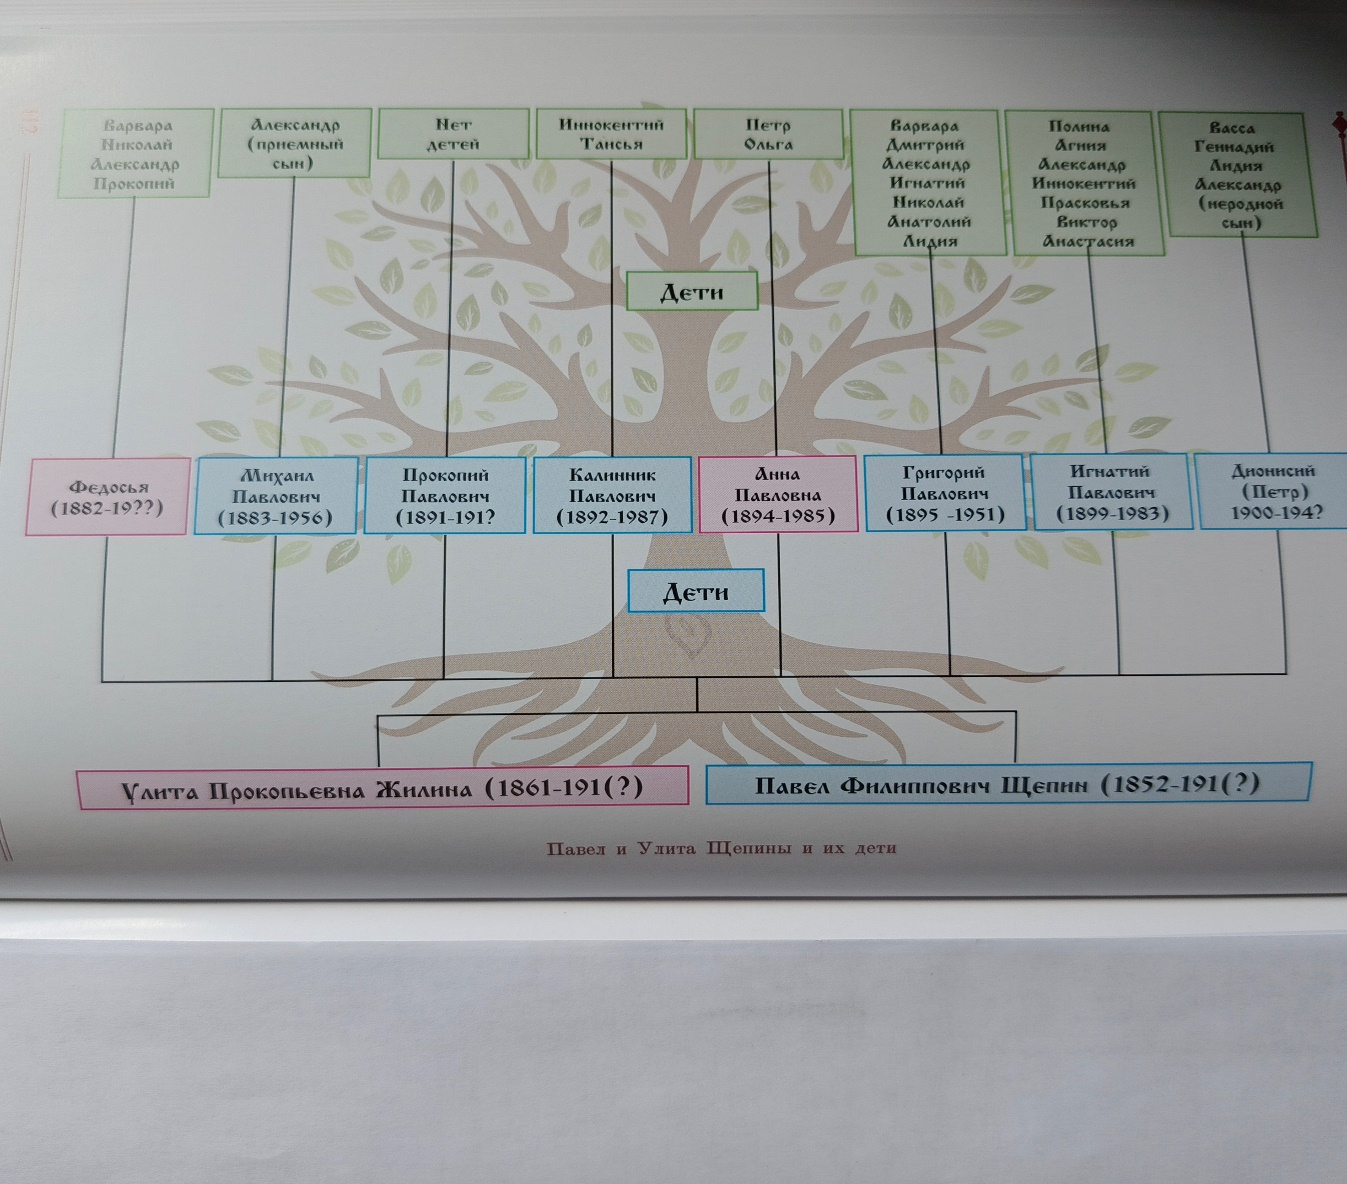 Варвара
Николай
Александр
Прокопий
Александр
(приемный
сын)
Нет
детей
Иннокентий
Таисья
Петр
Ольга
Варвара
Дмитрий
Александр
Игнатий
Николай
Анатолий
Лидия
Полина
Агния
Александр
Иннокентий
Прасковья
Виктор
Анастасия
Васса
Геннадий
Лидия
Александр
(неродной
сын)
Дети
Федосья
(1882-19??)
Михаил
Павлович
(1883-1956)
Прокопий
Павлович
(1891-191?
Калинник
Павлович
(1892-1987)
Анна
Павловна
(1894-1985)
Григорий
Павлович
(1895 -1951)
Игнатий
Павлович
(1899-1983)
Дионисий
(Петр)
1900-194?
Дети
Улита Прокопьевна Жилина (1861-191(?)
Павел Филиппович Щепин (1852-191(?)
Павел и Улита Щепины и их дети